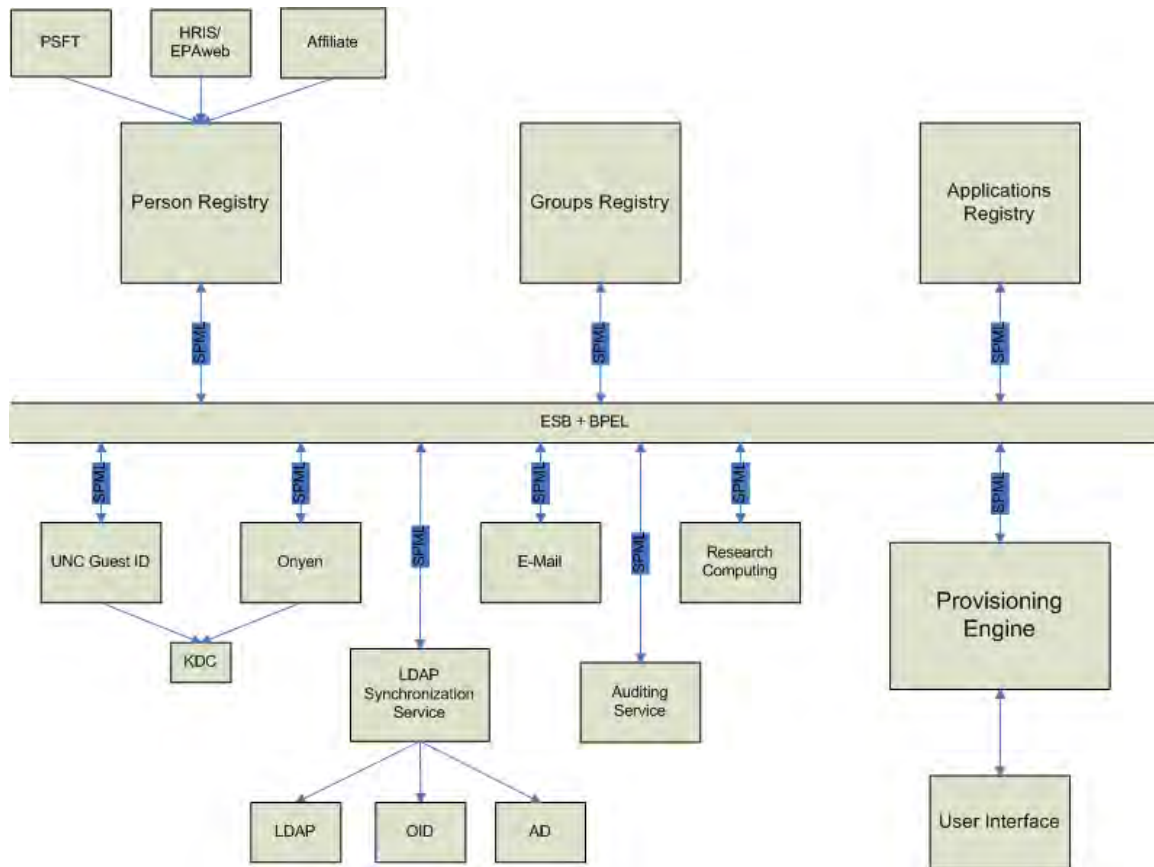 PSFT
HRIS/
EPAweb
Affiliate
Person Registry
Groups Registry
Applications
Registry
SPML
SPML
SPML
ESB + BPEL
SPML
SPML
SPML
SPML
SPML
SPML
SPML
UNC Guest ID
Onyen
E-Mail
Research
Computing
Provisioning
Engine
KDC
LDAP
Synchronization
Service
Auditing
Service
LDAP
OID
AD
User Interface